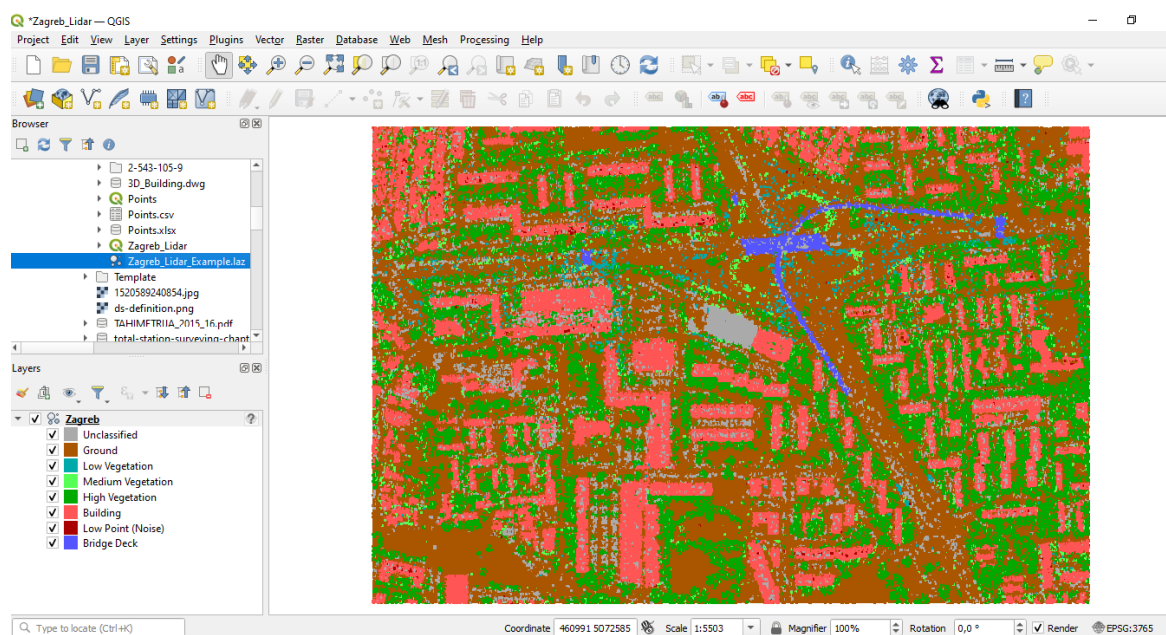 *Zagreb_Lidar — QGIS
Project Edit View Layer Settings Plugins Vector Raster Database Web Mesh Processing Help
Browser
2-543-105-9
3D_Building.dwg
Points
Points.csv
Points.xlsx
Zagreb_Lidar
Zagreb_Lidar_Example.laz
Template
1520589240854.jpg
ds-definition.png
TAHIMETRIJA_2015_16.pdf
total-station-surveying-chapt
Layers
Zagreb
Unclassified
Ground
Low Vegetation
Medium Vegetation
High Vegetation
Building
Low Point (Noise)
Bridge Deck
Type to locate (Ctrl+K) Coordinate 460991 5072585 Scale 1:5503 Magnifier 100% Rotation 0,0 ° Render EPSG:3765